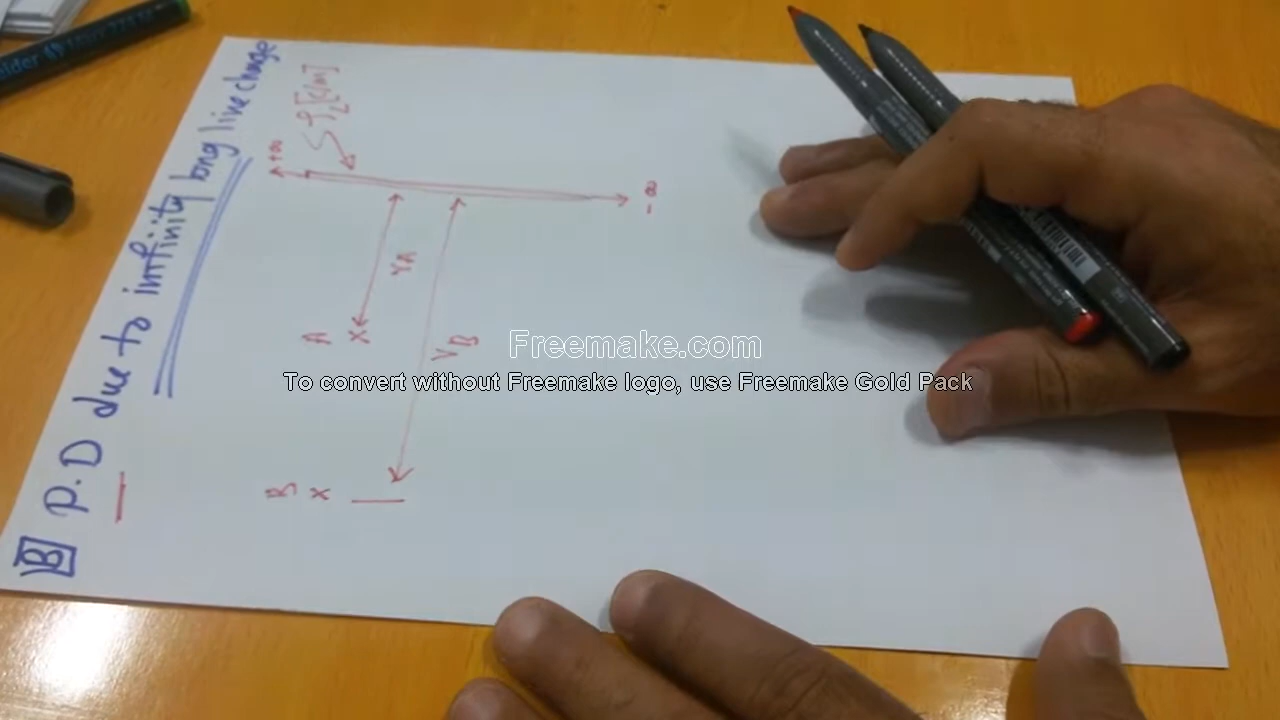 B P.D due to infinity long line charge
+∞
ρL [c/m]
-∞
rA
A
x
rB
B
x
Freemake.com
To convert without Freemake logo, use Freemake Gold Pack